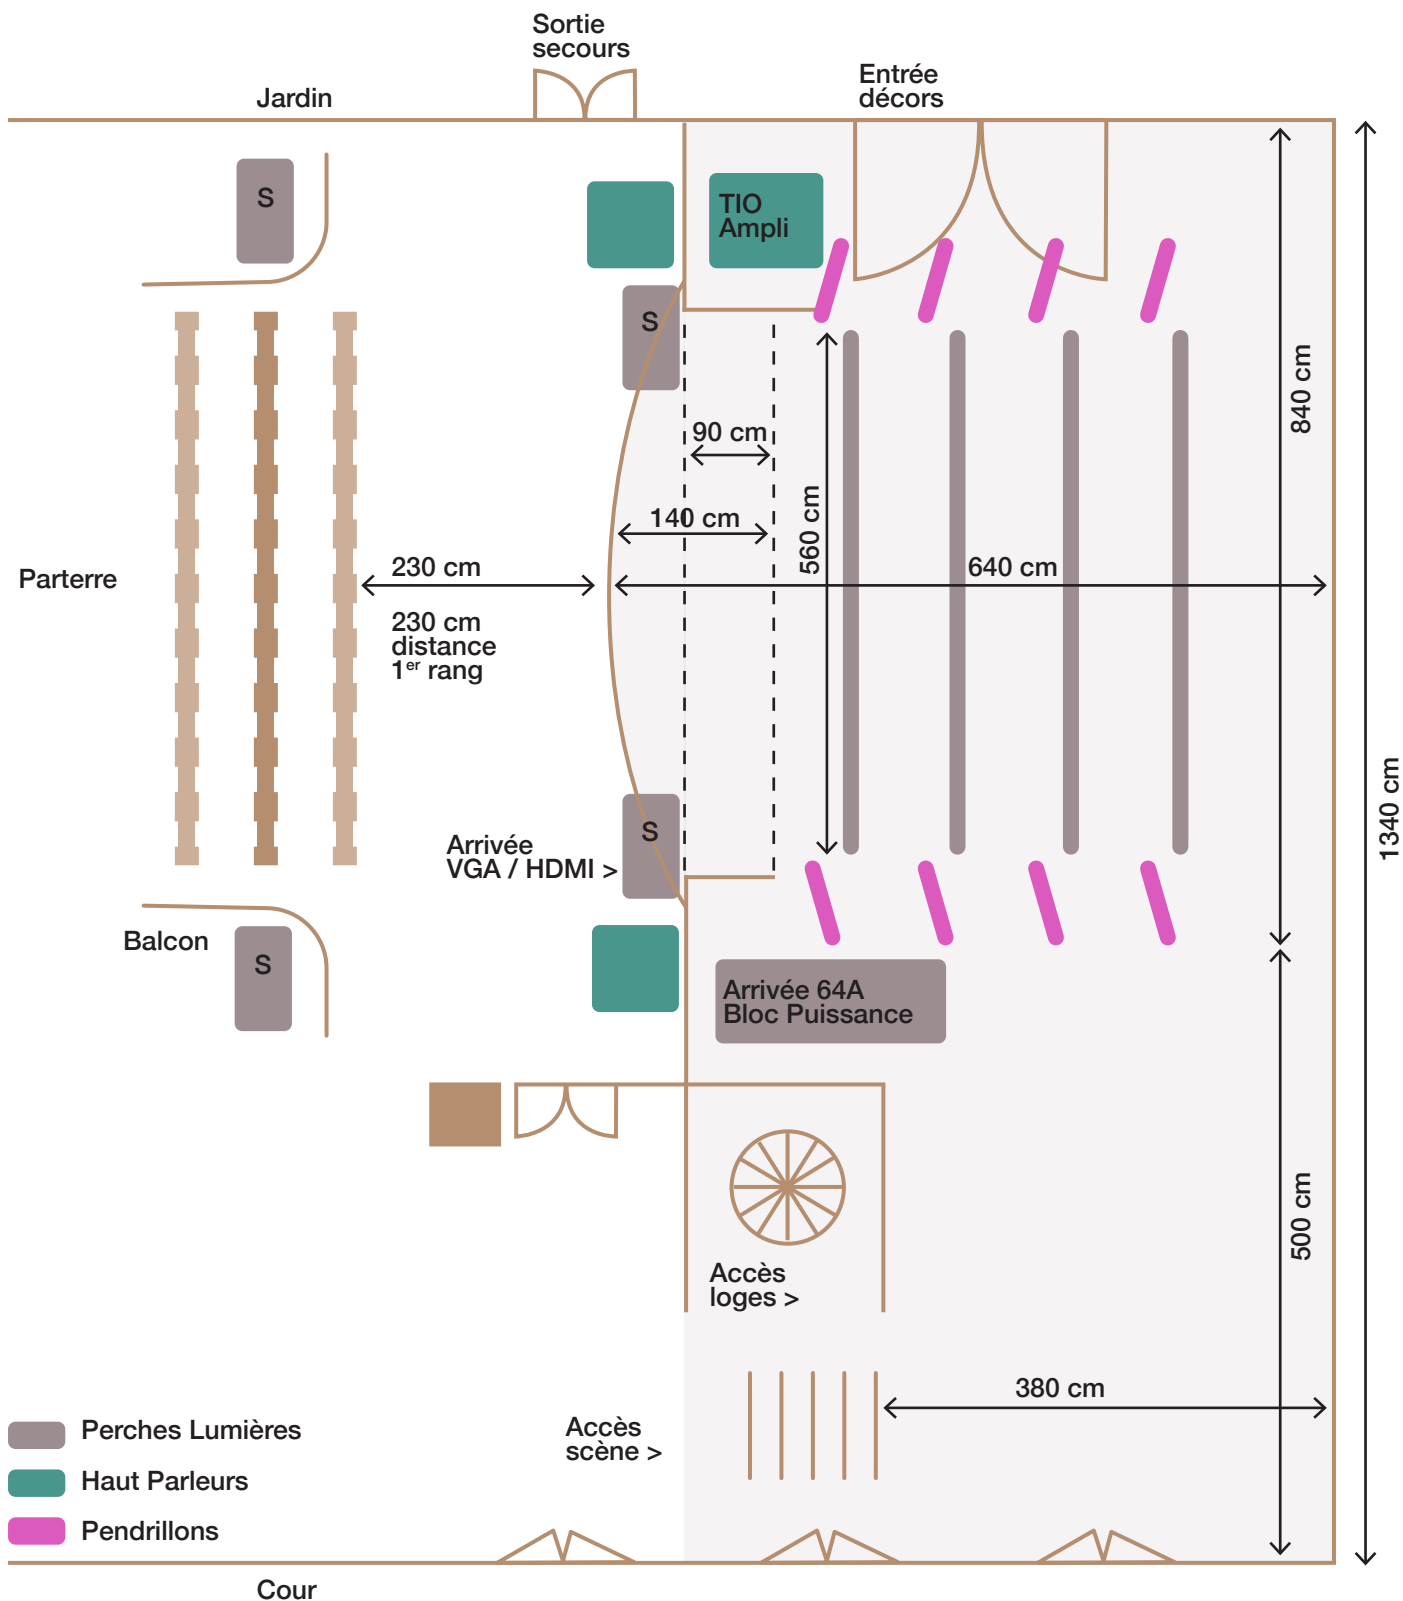 Sortie
secours
Jardin
Entrée
décors
S
TIO
Ampli
S
840 cm
90 cm
140 cm
560 cm
Parterre
230 cm
640 cm
230 cm
distance
1er rang
1340 cm
Arrivée
VGA / HDMI >
S
Balcon
S
Arrivée 64A
Bloc Puissance
500 cm
Accès
loges >
380 cm
Accès
scène >
Perches Lumières
Haut Parleurs
Pendrillons
Cour